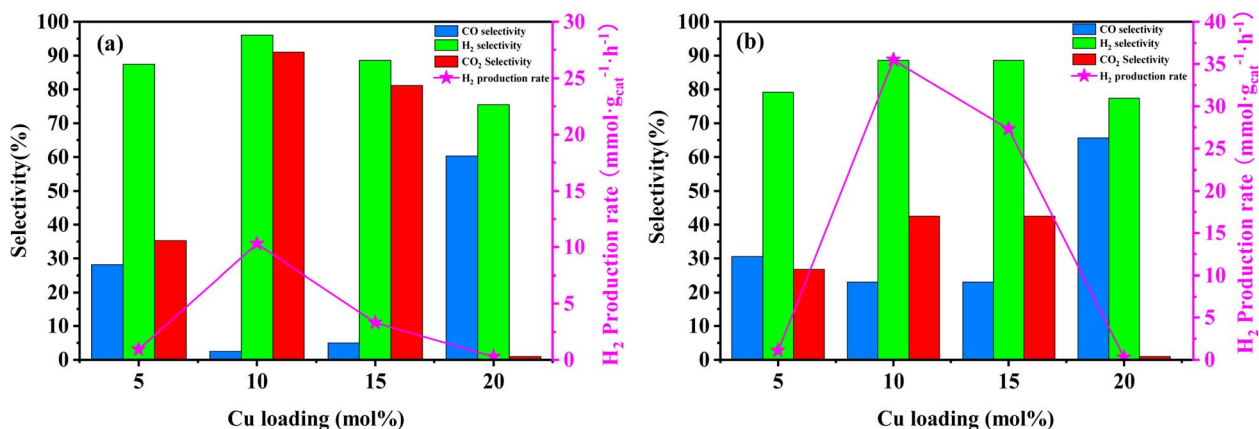 (a)
CO selectivity
H₂ selectivity
CO₂ Selectivity
H₂ production rate
Selectivity(%)
100
90
80
70
60
50
40
30
20
10
0
5
10
15
20
Cu loading (mol%)
30
25
20
15
10
5
0
H₂ Production rate (mmol·g_cat⁻¹·h⁻¹)
(b)
CO selectivity
H₂ selectivity
CO₂ Selectivity
H₂ production rate
Selectivity(%)
100
90
80
70
60
50
40
30
20
10
0
5
10
15
20
Cu loading (mol%)
40
35
30
25
20
15
10
5
0
H₂ Production rate (mmol·g_cat⁻¹·h⁻¹)